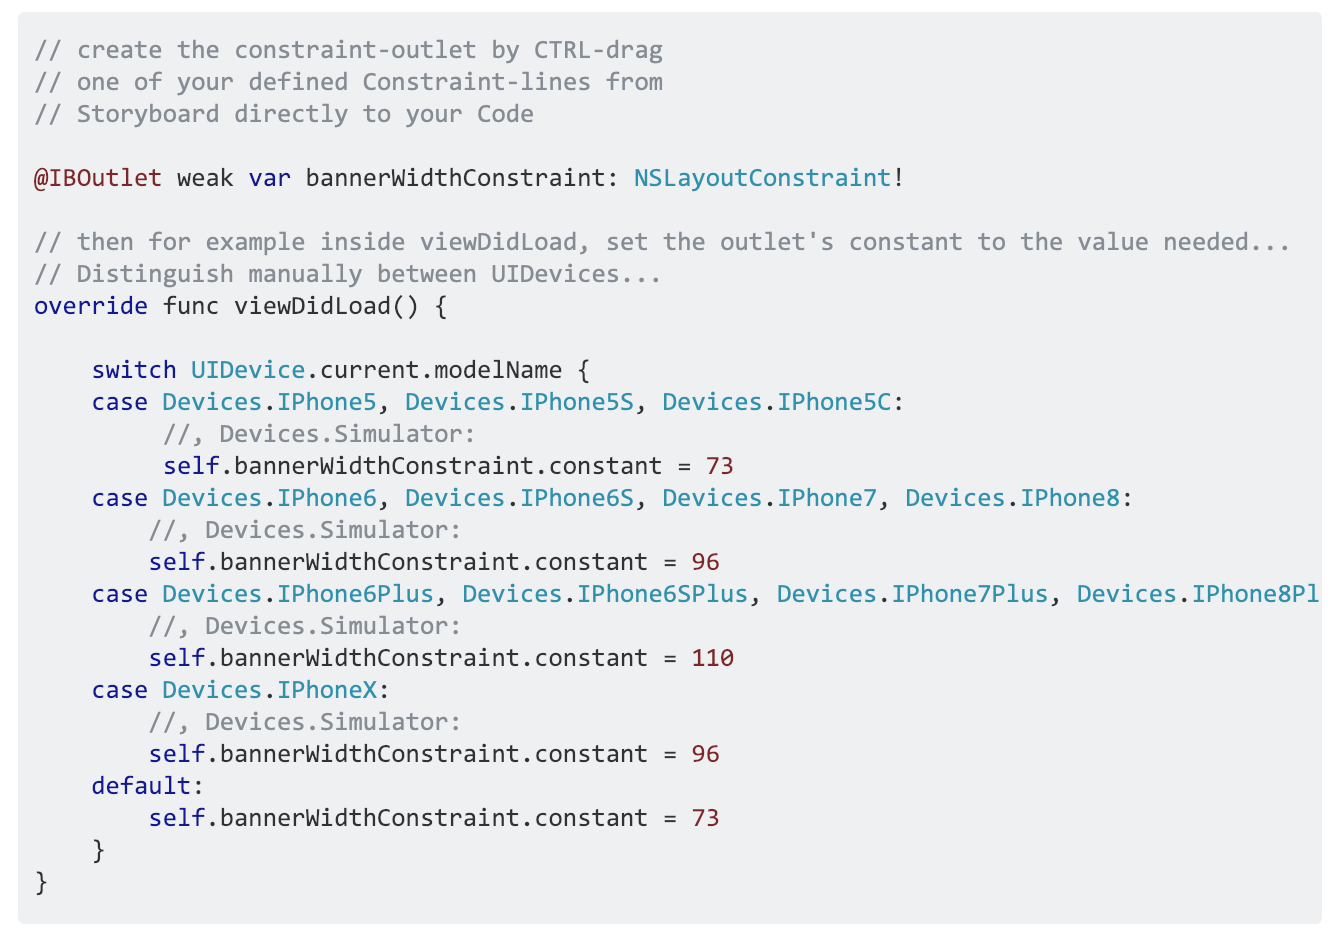 // create the constraint-outlet by CTRL-drag
// one of your defined Constraint-lines from
// Storyboard directly to your Code
@IBOutlet weak var bannerWidthConstraint: NSLayoutConstraint!
// then for example inside viewDidLoad, set the outlet's constant to the value needed...
// Distinguish manually between UIDevices...
override func viewDidLoad() {
switch UIDevice.current.modelName {
case Devices.IPhone5, Devices.IPhone5S, Devices.IPhone5C:
//, Devices.Simulator:
self.bannerWidthConstraint.constant = 73
case Devices.IPhone6, Devices.IPhone6S, Devices.IPhone7, Devices.IPhone8:
//, Devices.Simulator:
self.bannerWidthConstraint.constant = 96
case Devices.IPhone6Plus, Devices.IPhone6SPlus, Devices.IPhone7Plus, Devices.IPhone8Pl
//, Devices.Simulator:
self.bannerWidthConstraint.constant = 110
case Devices.IPhoneX:
//, Devices.Simulator:
self.bannerWidthConstraint.constant = 96
default:
self.bannerWidthConstraint.constant = 73
}
}